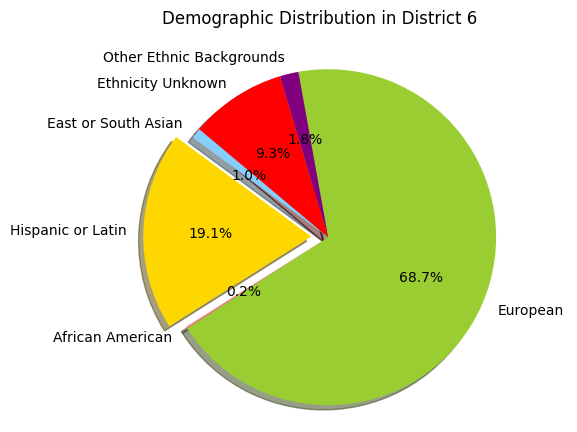 Demographic Distribution in District 6
Other Ethnic Backgrounds
Ethnicity Unknown
East or South Asian
1.8%
9.3%
1.0%
Hispanic or Latin
19.1%
68.7%
0.2%
European
African American